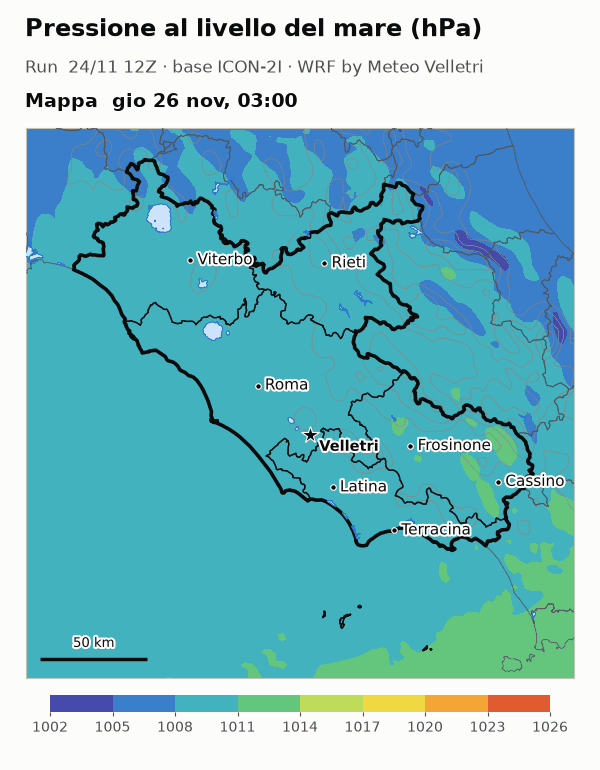 Pressione al livello del mare (hPa)
Run 24/11 12Z · base ICON-2I · WRF by Meteo Velletri
Mappa gio 26 nov, 03:00
Viterbo
Rieti
Roma
Velletri
Frosinone
Latina
Cassino
Terracina
50 km
1002 1005 1008 1011 1014 1017 1020 1023 1026